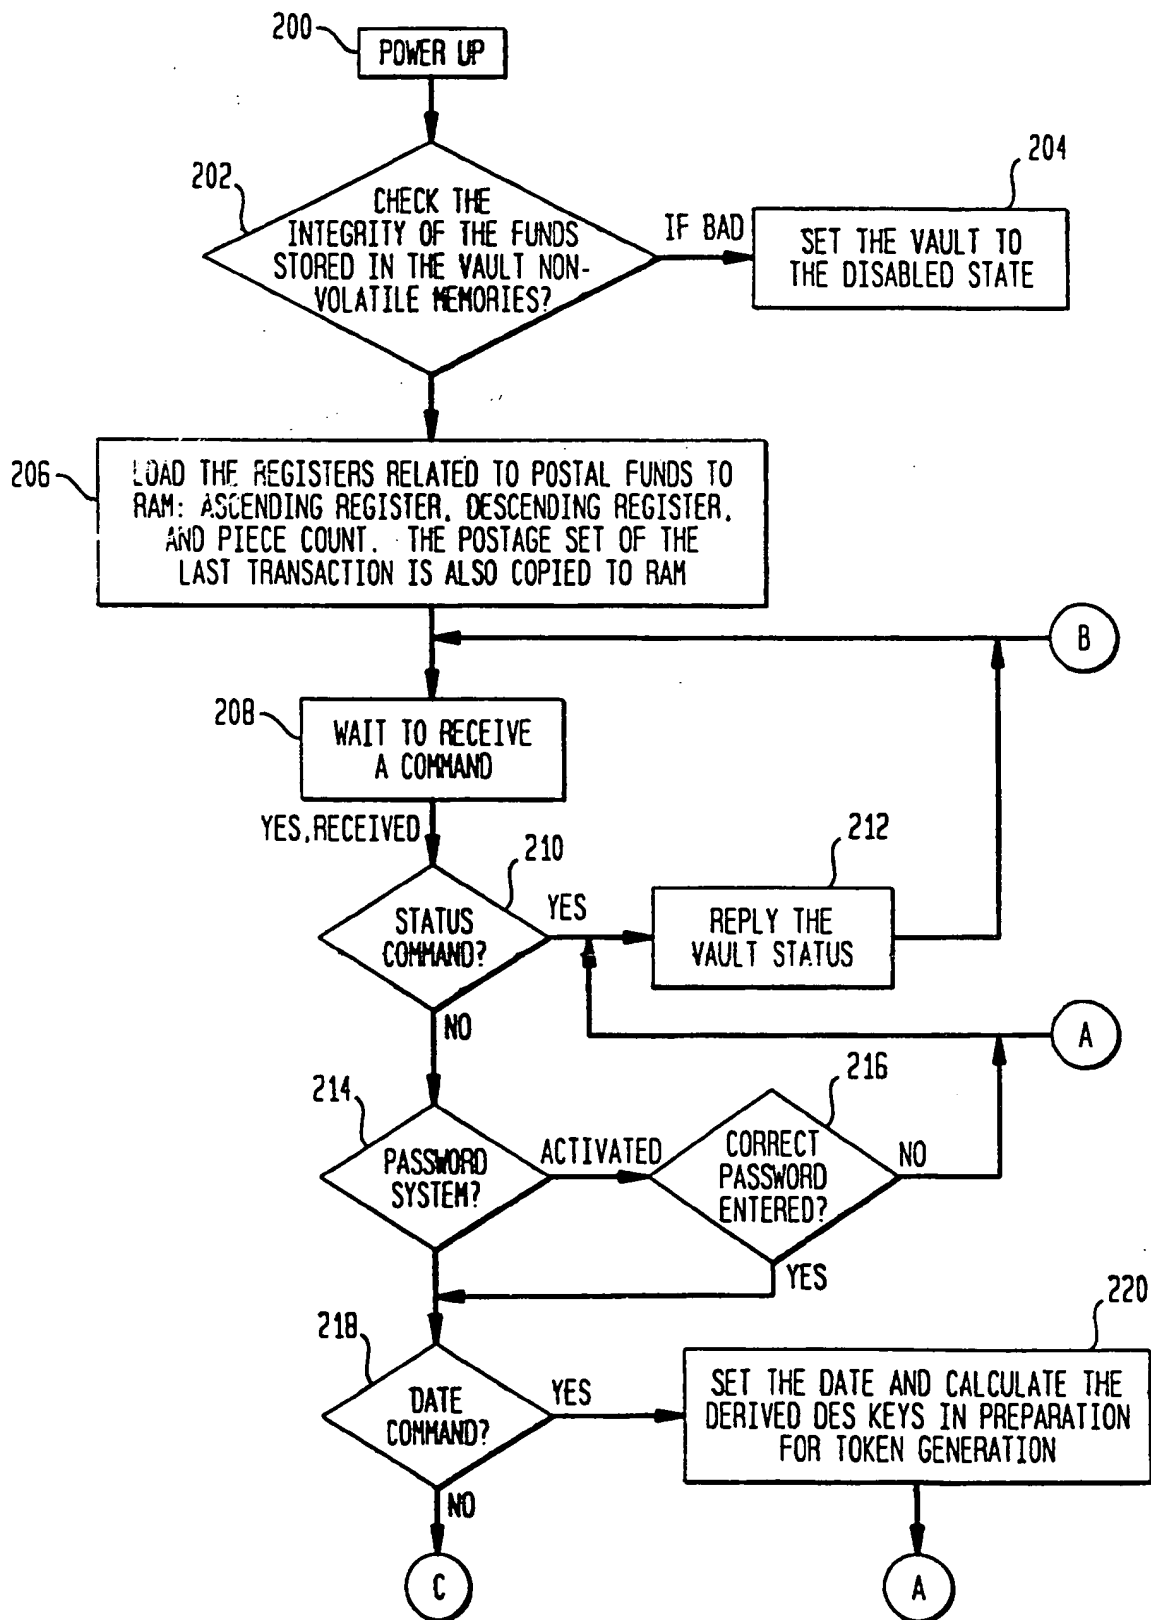 200
POWER UP
202
CHECK THE
INTEGRITY OF THE FUNDS
STORED IN THE VAULT NON-
VOLATILE MEMORIES?
IF BAD
204
SET THE VAULT TO
THE DISABLED STATE
206
LOAD THE REGISTERS RELATED TO POSTAL FUNDS TO
RAM: ASCENDING REGISTER, DESCENDING REGISTER,
AND PIECE COUNT. THE POSTAGE SET OF THE
LAST TRANSACTION IS ALSO COPIED TO RAM
B
208
WAIT TO RECEIVE
A COMMAND
YES,RECEIVED
210
STATUS
COMMAND?
YES
212
REPLY THE
VAULT STATUS
NO
A
214
PASSWORD
SYSTEM?
ACTIVATED
216
CORRECT
PASSWORD
ENTERED?
NO
YES
218
DATE
COMMAND?
YES
220
SET THE DATE AND CALCULATE THE
DERIVED DES KEYS IN PREPARATION
FOR TOKEN GENERATION
NO
C
A